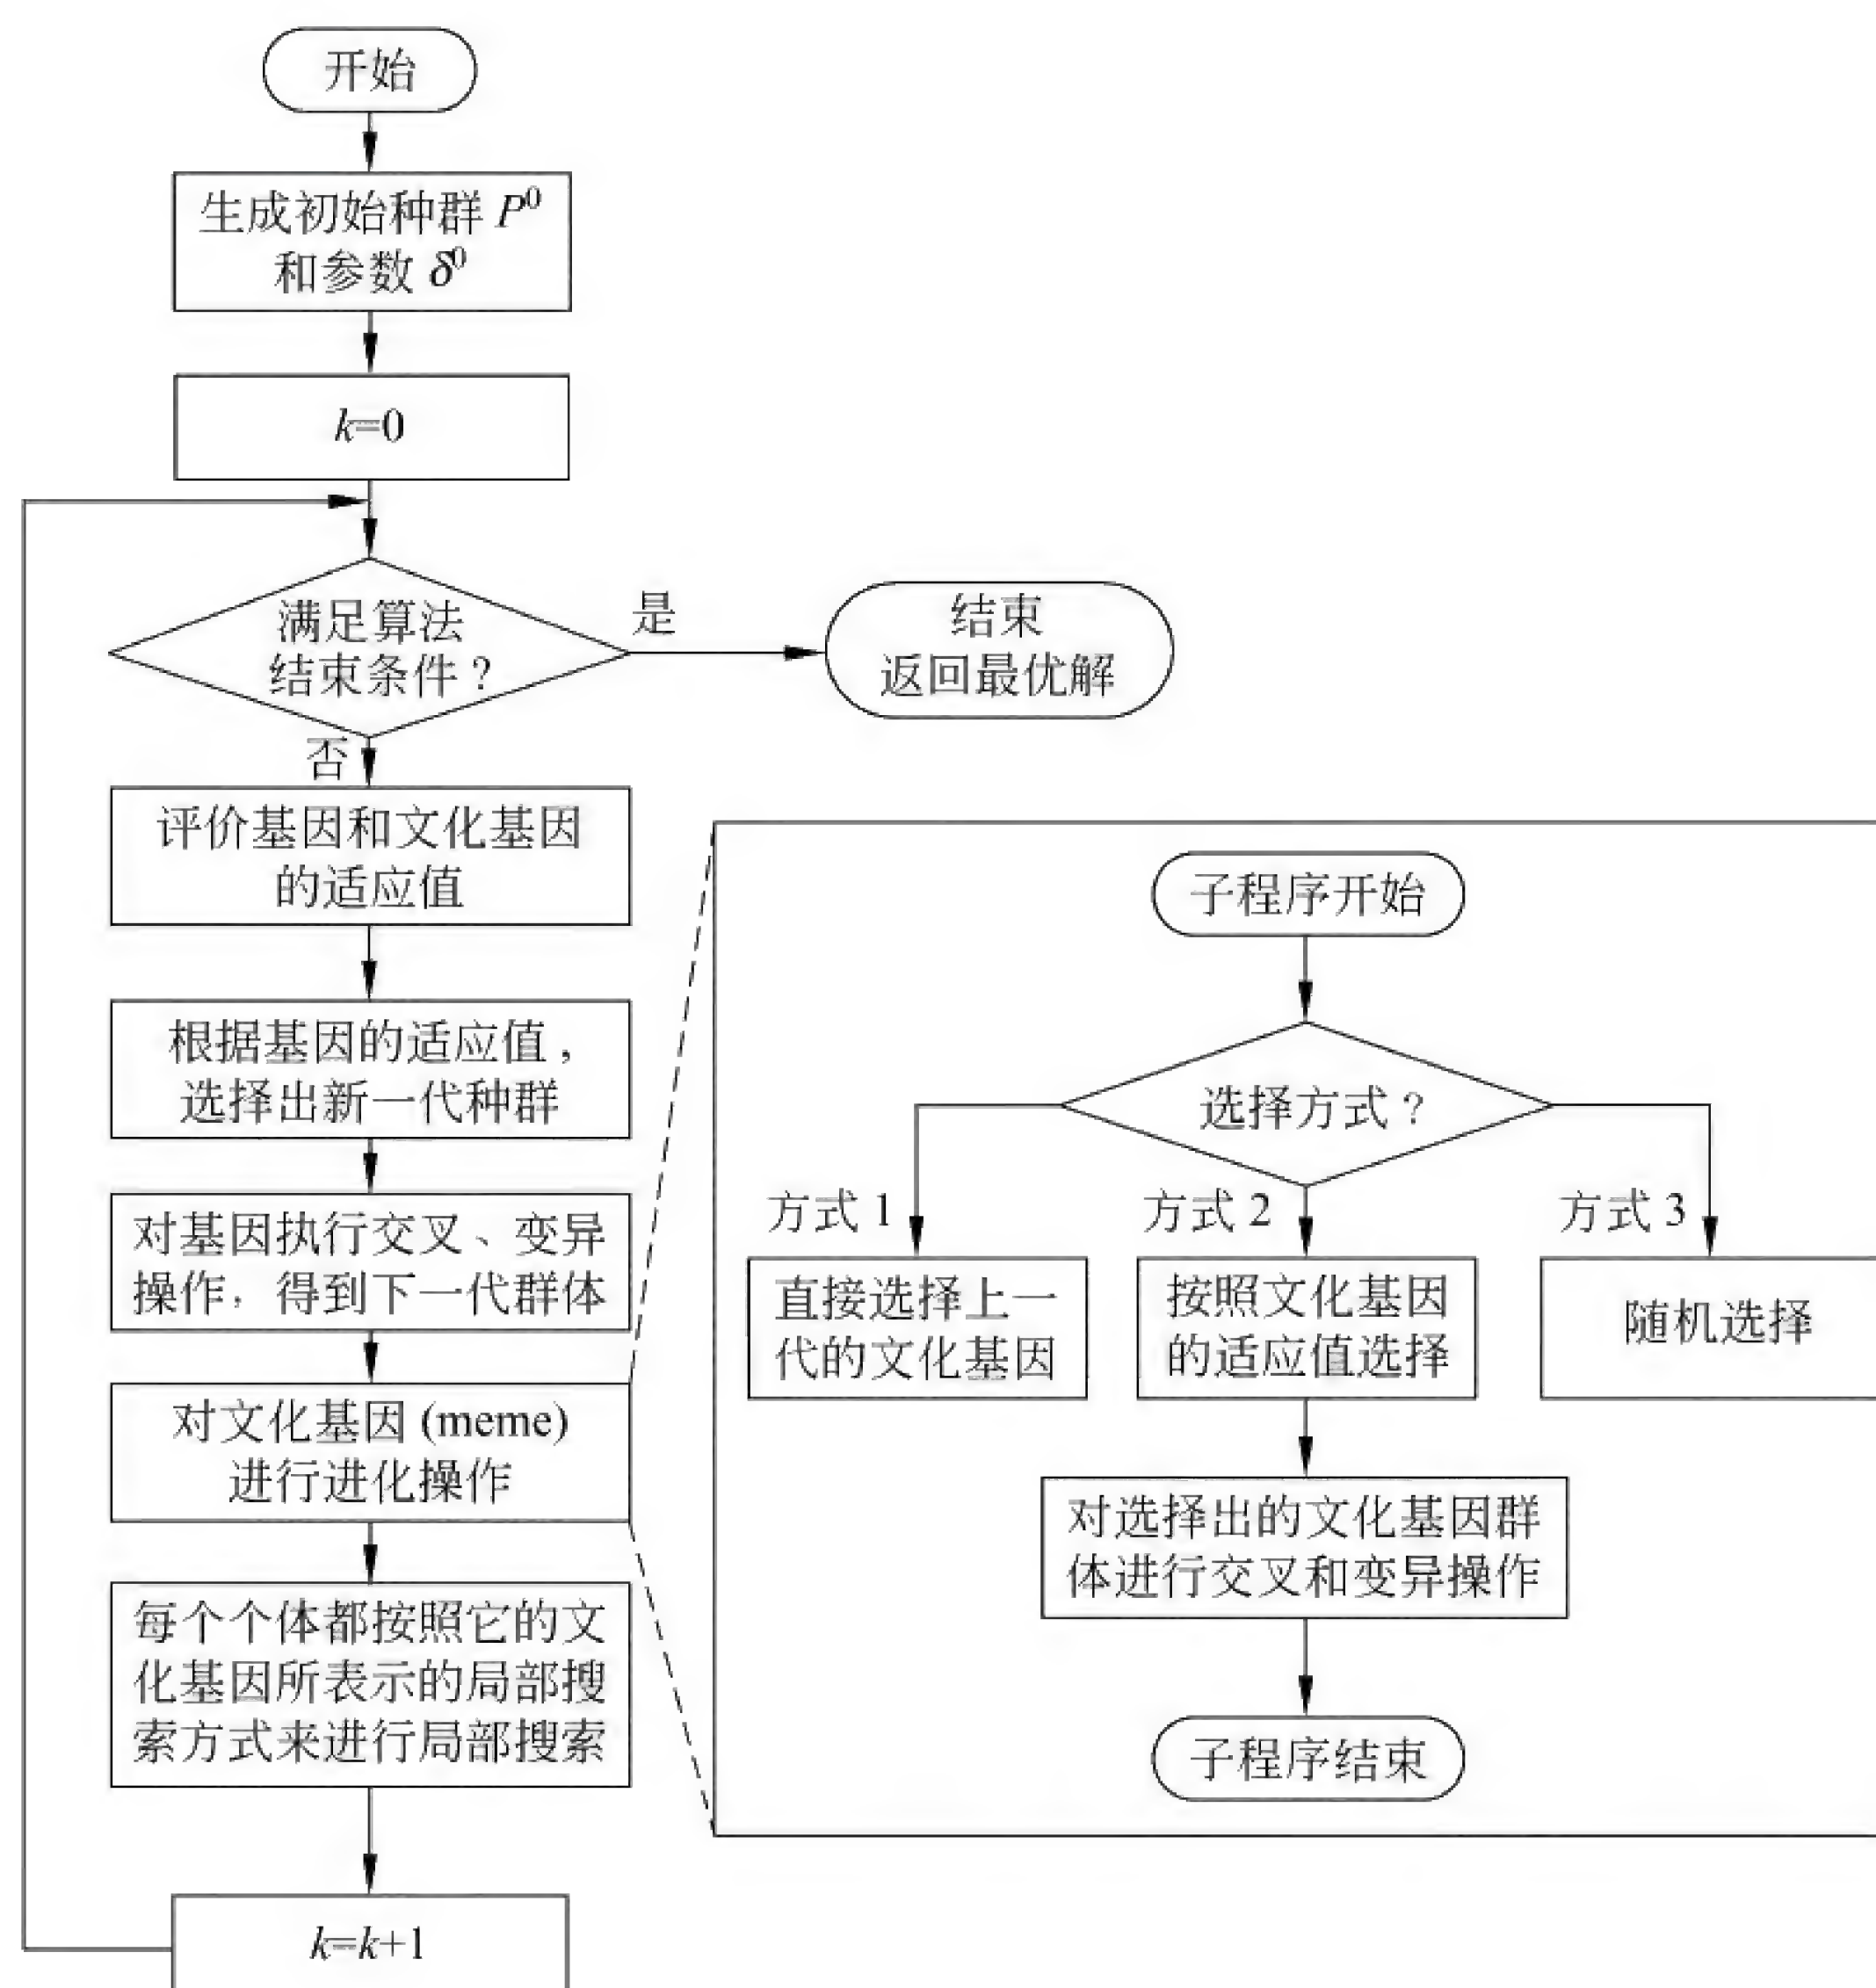 开始
生成初始种群 P⁰
和参数 δ⁰
k=0
满足算法
结束条件？
是
结束
返回最优解
否
评价基因和文化基因
的适应值
根据基因的适应值，
选择出新一代种群
对基因执行交叉、变异
操作，得到下一代群体
对文化基因 (meme)
进行进化操作
每个个体都按照它的文
化基因所表示的局部搜
索方式来进行局部搜索
k=k+1
子程序开始
选择方式？
方式 1
方式 2
方式 3
直接选择上一
代的文化基因
按照文化基因
的适应值选择
随机选择
对选择出的文化基因群
体进行交叉和变异操作
子程序结束